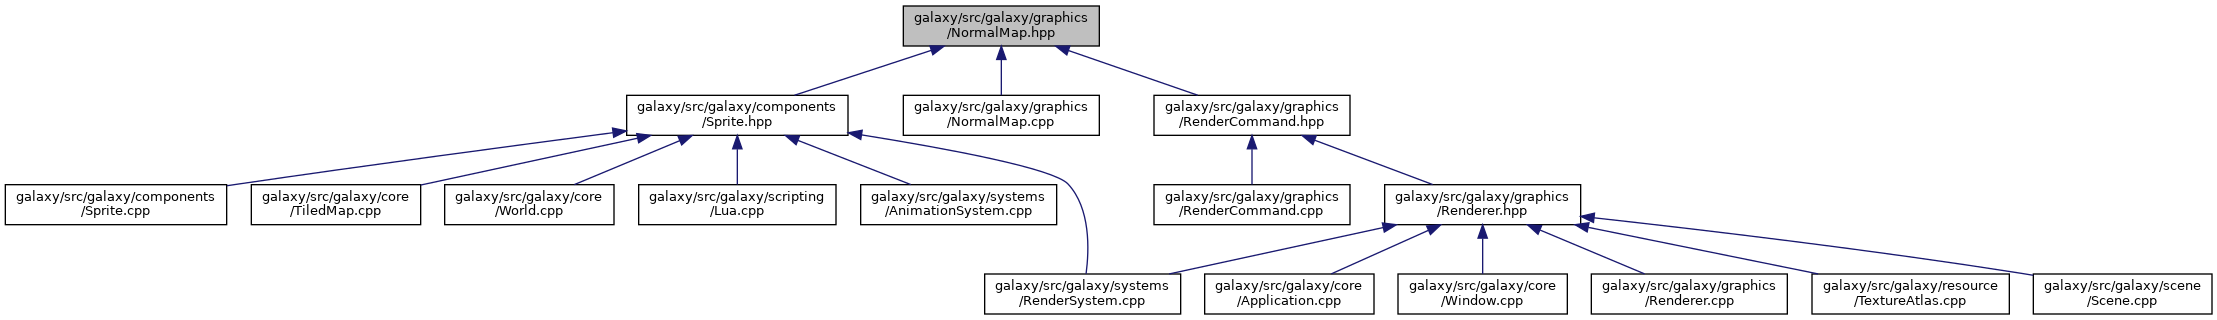 galaxy/src/galaxy/graphics
/NormalMap.hpp
galaxy/src/galaxy/components
/Sprite.hpp
galaxy/src/galaxy/graphics
/NormalMap.cpp
galaxy/src/galaxy/graphics
/RenderCommand.hpp
galaxy/src/galaxy/components
/Sprite.cpp
galaxy/src/galaxy/core
/TiledMap.cpp
galaxy/src/galaxy/core
/World.cpp
galaxy/src/galaxy/scripting
/Lua.cpp
galaxy/src/galaxy/systems
/AnimationSystem.cpp
galaxy/src/galaxy/graphics
/RenderCommand.cpp
galaxy/src/galaxy/graphics
/Renderer.hpp
galaxy/src/galaxy/systems
/RenderSystem.cpp
galaxy/src/galaxy/core
/Application.cpp
galaxy/src/galaxy/core
/Window.cpp
galaxy/src/galaxy/graphics
/Renderer.cpp
galaxy/src/galaxy/resource
/TextureAtlas.cpp
galaxy/src/galaxy/scene
/Scene.cpp